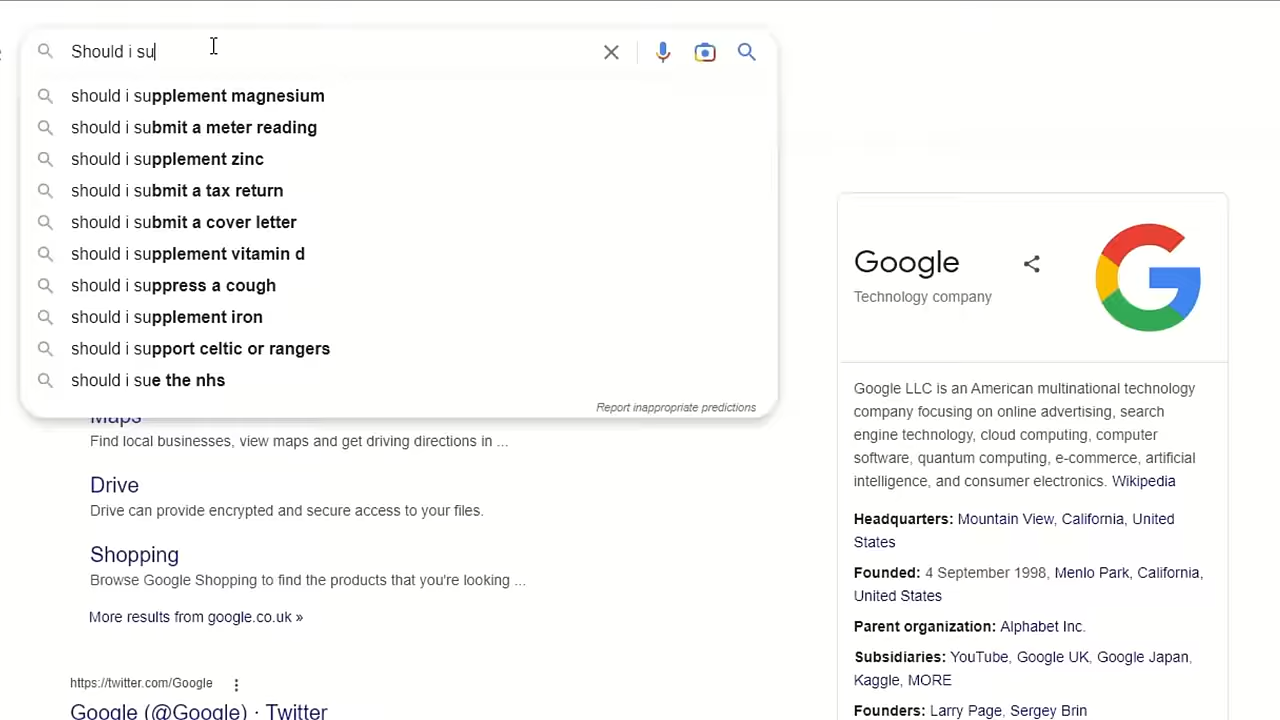 Should i su
should i supplement magnesium
should i submit a meter reading
should i supplement zinc
should i submit a tax return
should i submit a cover letter
should i supplement vitamin d
should i suppress a cough
should i supplement iron
should i support celtic or rangers
should i sue the nhs
Report inappropriate predictions
Maps
Find local businesses, view maps and get driving directions in ...
Drive
Drive can provide encrypted and secure access to your files.
Shopping
Browse Google Shopping to find the products that you're looking ...
More results from google.co.uk »
https://twitter.com/Google
Google (@Google) · Twitter
Google
Technology company
Google LLC is an American multinational technology
company focusing on online advertising, search
engine technology, cloud computing, computer
software, quantum computing, e-commerce, artificial
intelligence, and consumer electronics. Wikipedia
Headquarters: Mountain View, California, United
States
Founded: 4 September 1998, Menlo Park, California,
United States
Parent organization: Alphabet Inc.
Subsidiaries: YouTube, Google UK, Google Japan,
Kaggle, MORE
Founders: Larry Page, Sergey Brin